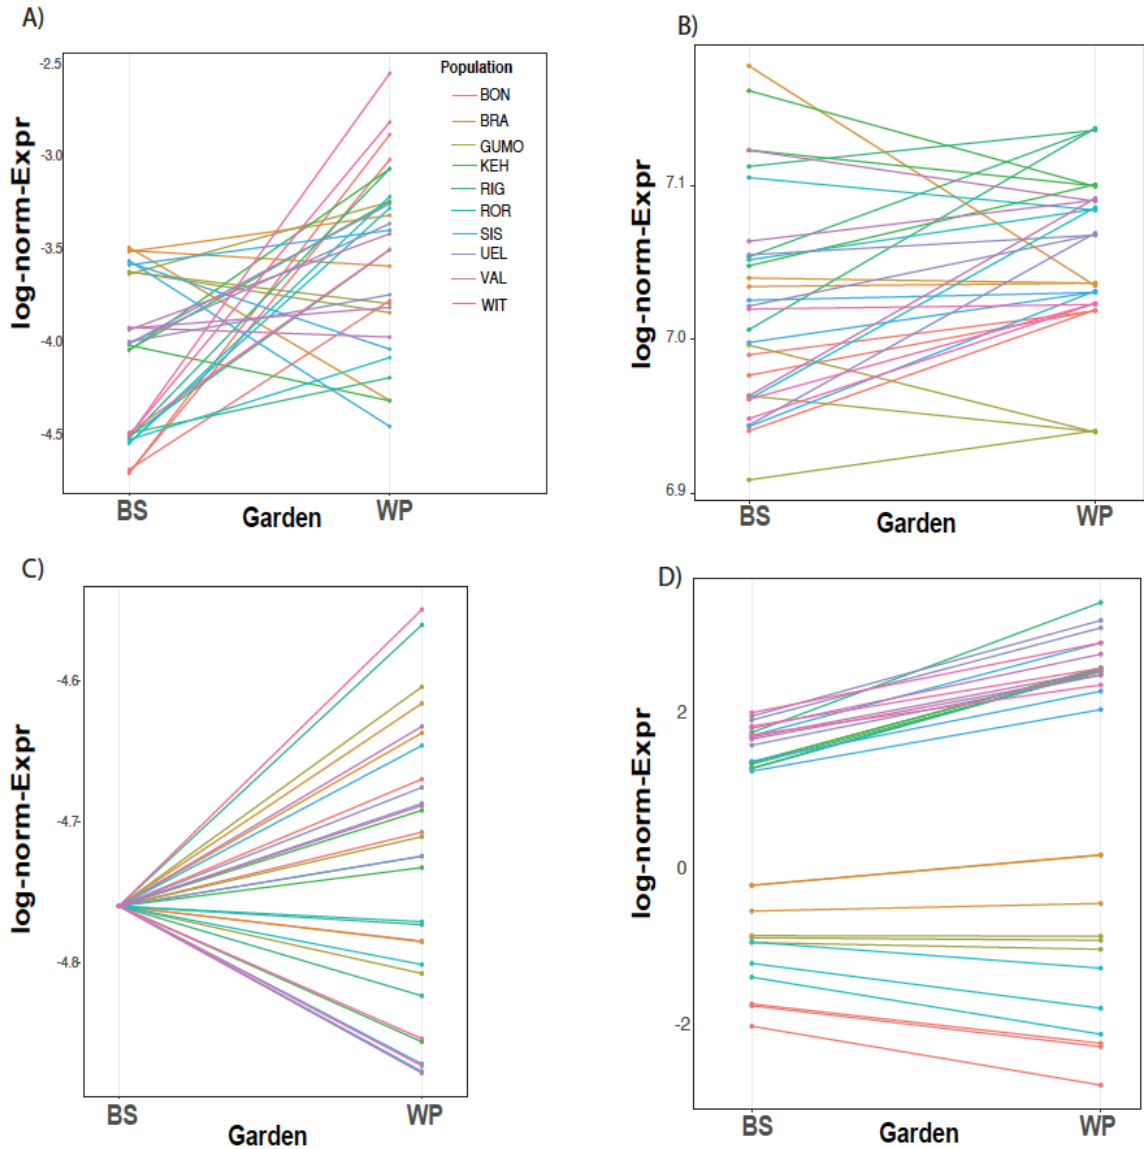 A)
-2.5
-3.0
-3.5
-4.0
-4.5
log-norm-Expr
Population
BON
BRA
GUMO
KEH
RIG
ROR
SIS
UEL
VAL
WIT
BS
Garden
WP
B)
7.1
7.0
6.9
log-norm-Expr
BS
Garden
WP
C)
-4.6
-4.7
-4.8
log-norm-Expr
BS
Garden
WP
D)
2
0
-2
log-norm-Expr
BS
Garden
WP